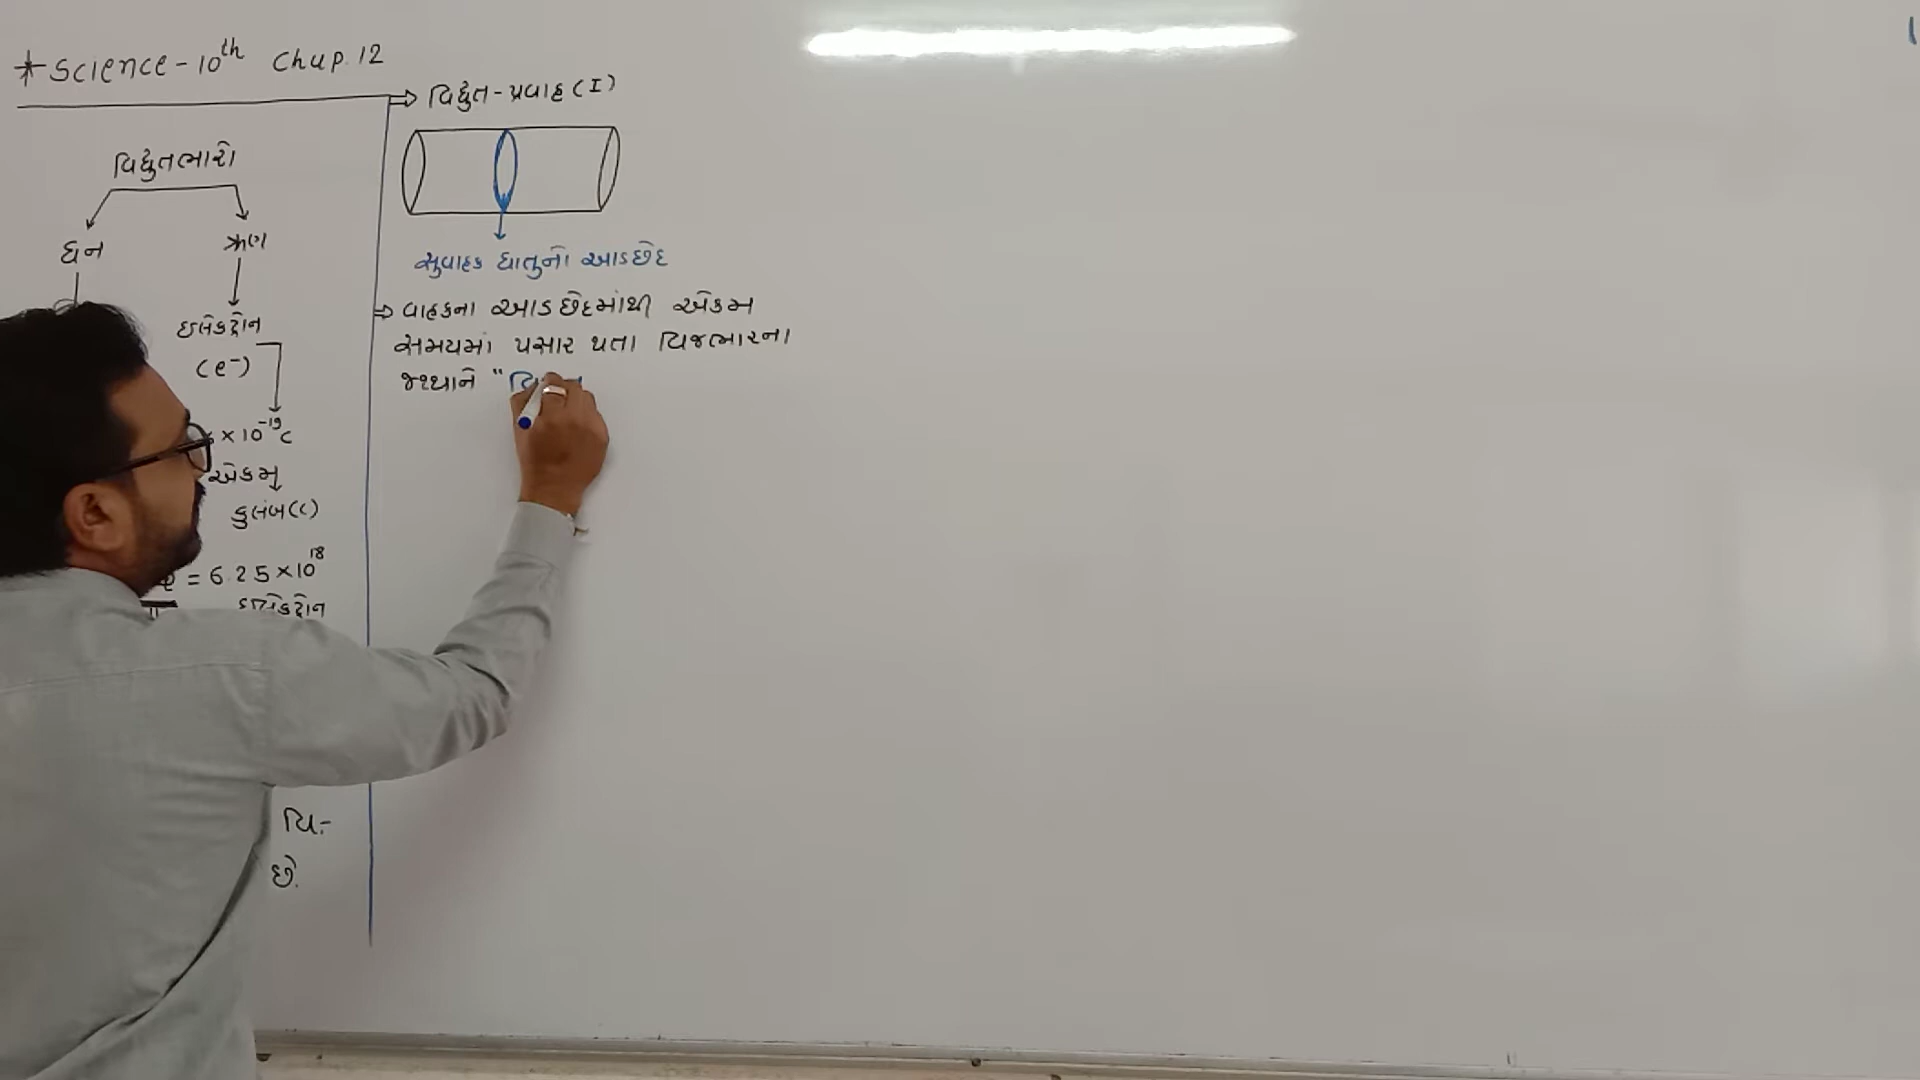 * Science - 10th Chap. 12
વિદ્યુતભારો
ધન
ઋણ
ઇલેક્ટ્રોન
(e⁻)
× 10⁻¹⁹ C
એકમ
કુલંબ (C)
= 6.25 × 10¹⁸
ઇલેક્ટ્રોન
વિ-
છે.
⇒ વિદ્યુત - પ્રવાહ (I)
સુવાહક ધાતુનો આડછેદ
⇒ વાહકના આડછેદમાંથી એકમ
સમયમાં પસાર થતા વિજભારના
જથ્થાને "